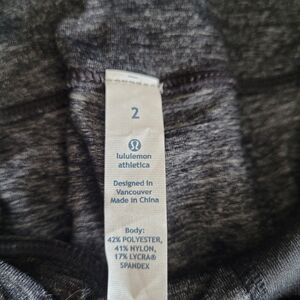 2
lululemon
athletica
Designed in
Vancouver
Made in China
Body:
42% POLYESTER,
41% NYLON,
17% LYCRA®
SPANDEX